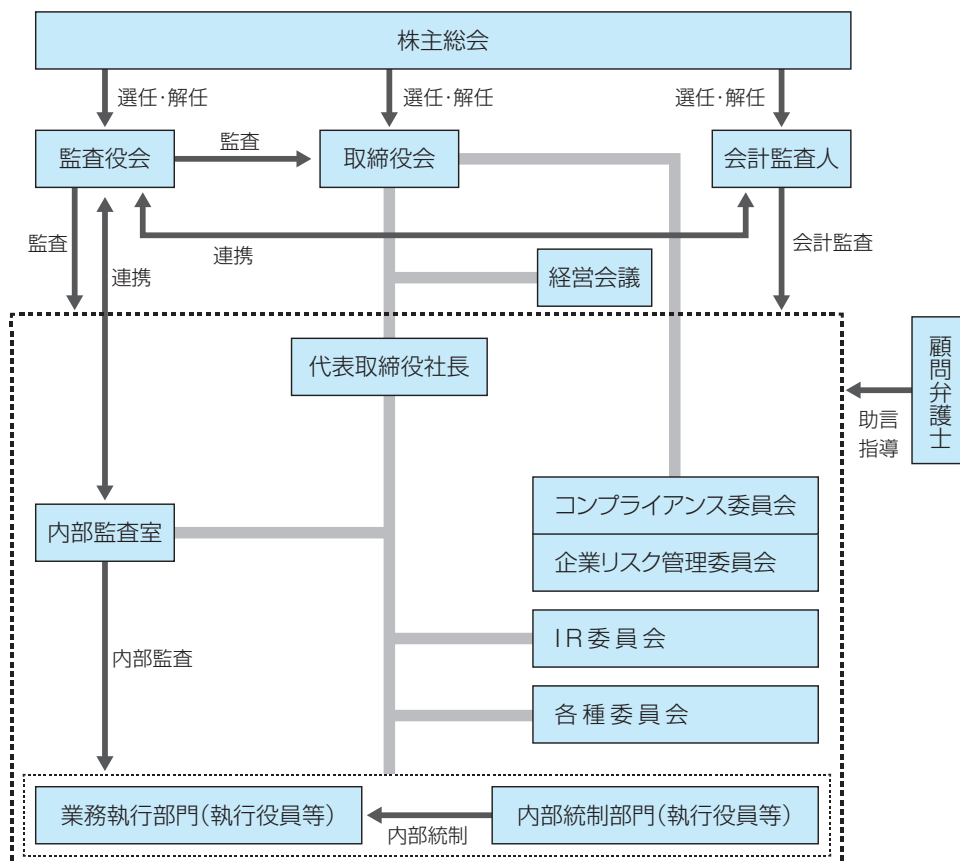 株主総会
選任・解任
選任・解任
選任・解任
監査役会
監査
取締役会
会計監査人
監査
連携
連携
会計監査
経営会議
代表取締役社長
顧問弁護士
助言
指導
コンプライアンス委員会
内部監査室
企業リスク管理委員会
IR委員会
内部監査
各種委員会
業務執行部門(執行役員等)
内部統制
内部統制部門(執行役員等)